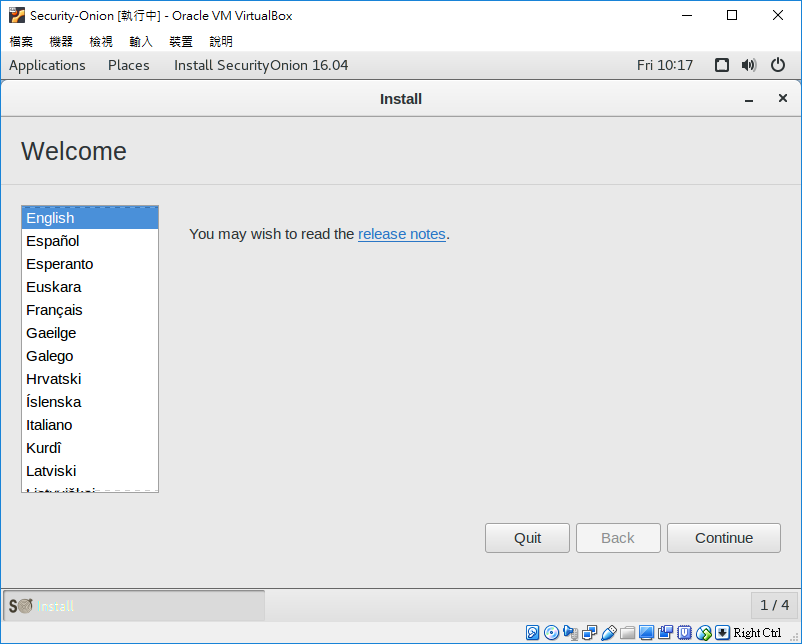 Security-Onion [執行中] - Oracle VM VirtualBox
檔案 機器 檢視 輸入 裝置 說明
Applications Places Install SecurityOnion 16.04 Fri 10:17
Install
Welcome
English
Español
Esperanto
Euskara
Français
Gaeilge
Galego
Hrvatski
Íslenska
Italiano
Kurdî
Latviski
You may wish to read the release notes.
Quit Back Continue
Install 1 / 4
Right Ctrl